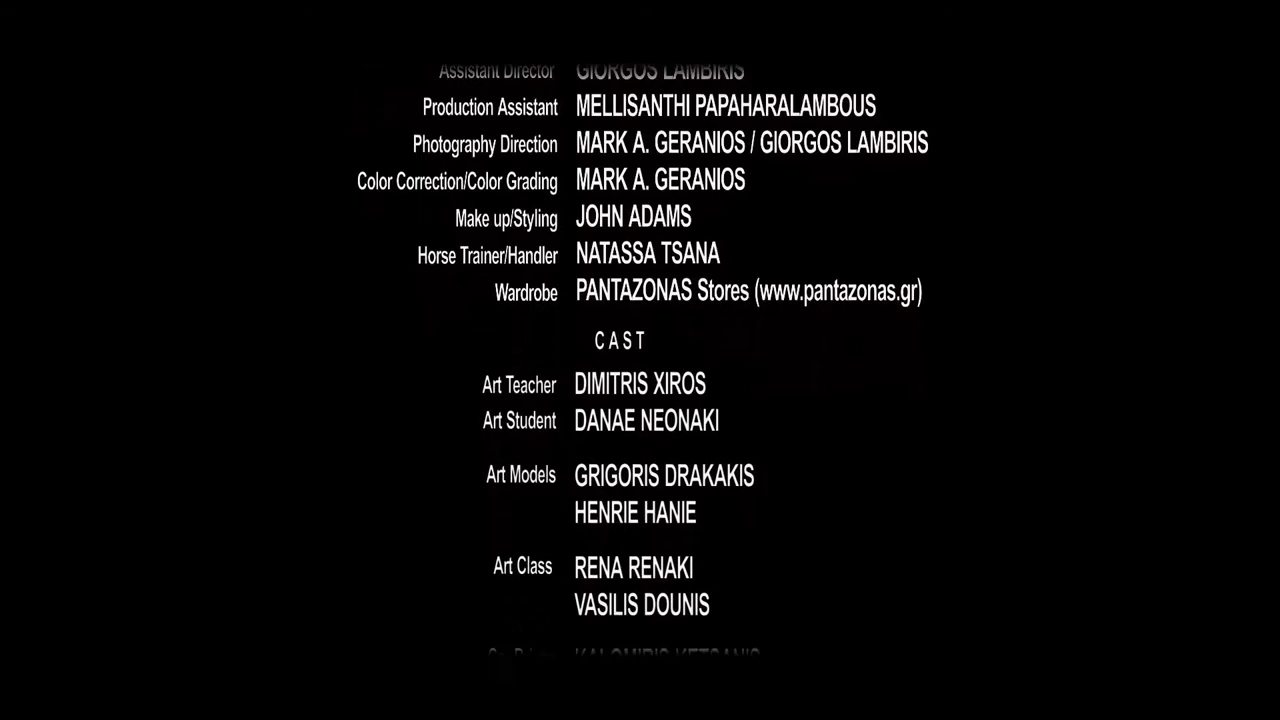 Assistant Director GIORGOS LAMBIRIS
Production Assistant MELLISANTHI PAPAHARALAMBOUS
Photography Direction MARK A. GERANIOS / GIORGOS LAMBIRIS
Color Correction/Color Grading MARK A. GERANIOS
Make up/Styling JOHN ADAMS
Horse Trainer/Handler NATASSA TSANA
Wardrobe PANTAZONAS Stores (www.pantazonas.gr)
CAST
Art Teacher DIMITRIS XIROS
Art Student DANAE NEONAKI
Art Models GRIGORIS DRAKAKIS
HENRIE HANIE
Art Class RENA RENAKI
VASILIS DOUNIS